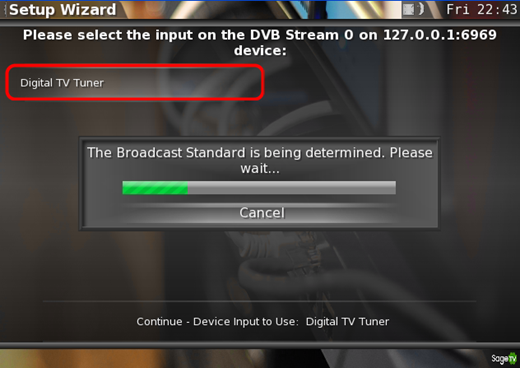 Setup Wizard
Fri 22:43
Please select the input on the DVB Stream 0 on 127.0.0.1:6969
device:
Digital TV Tuner
The Broadcast Standard is being determined. Please
wait...
Cancel
Continue - Device Input to Use: Digital TV Tuner
SageTV